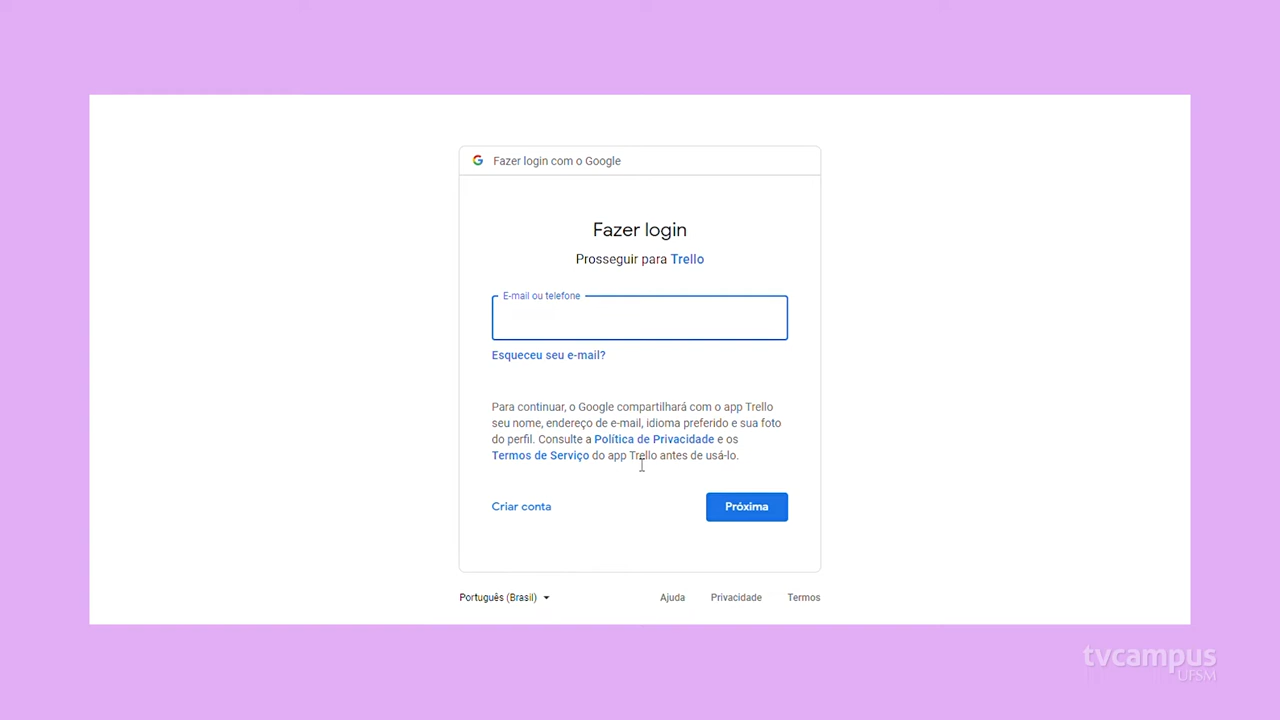 Fazer login com o Google
Fazer login
Prosseguir para Trello
E-mail ou telefone
Esqueceu seu e-mail?
Para continuar, o Google compartilhará com o app Trello
seu nome, endereço de e-mail, idioma preferido e sua foto
do perfil. Consulte a Política de Privacidade e os
Termos de Serviço do app Trello antes de usá-lo.
Criar conta
Próxima
Português (Brasil)
Ajuda
Privacidade
Termos
tvcampus
UFSM